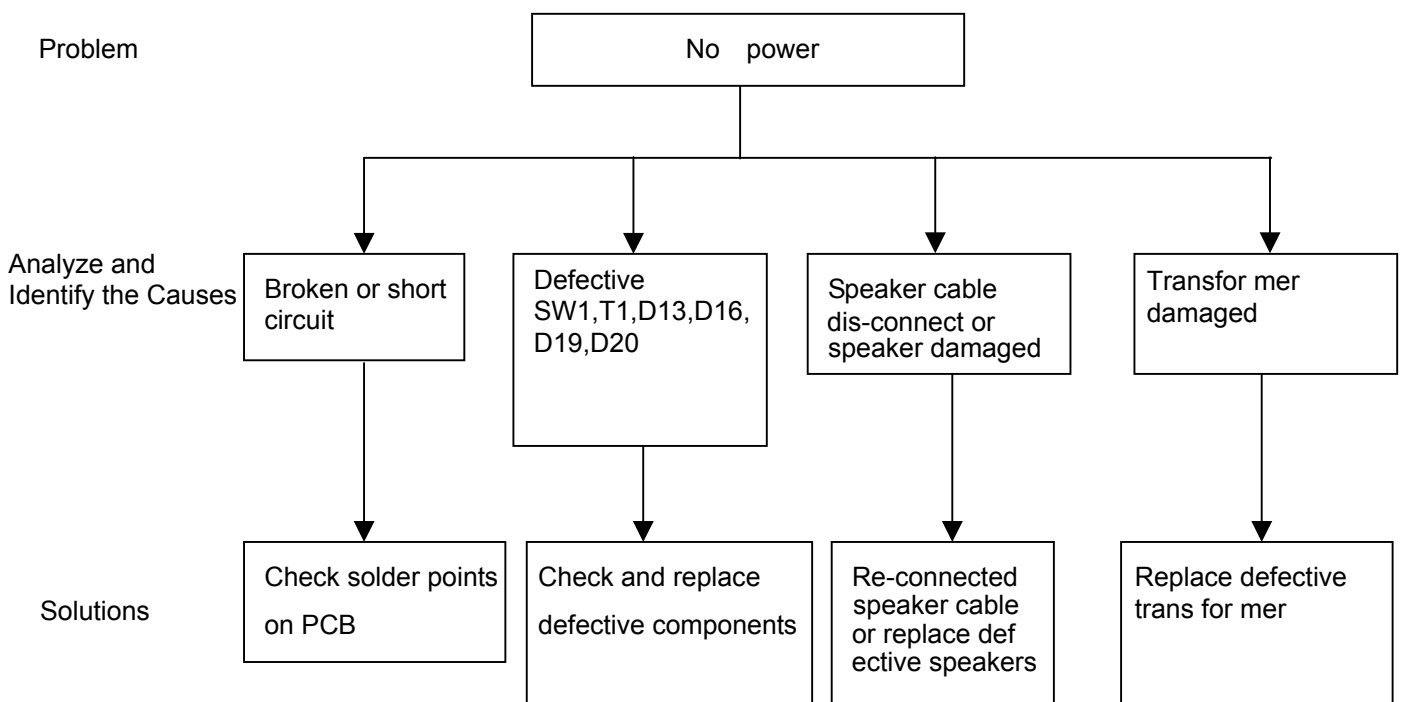 Problem
No power
Analyze and
Identify the Causes
Broken or short
circuit
Defective
SW1,T1,D13,D16,
D19,D20
Speaker cable
dis-connect or
speaker damaged
Transfor mer
damaged
Solutions
Check solder points
on PCB
Check and replace
defective components
Re-connected
speaker cable
or replace def
ective speakers
Replace defective
trans for mer